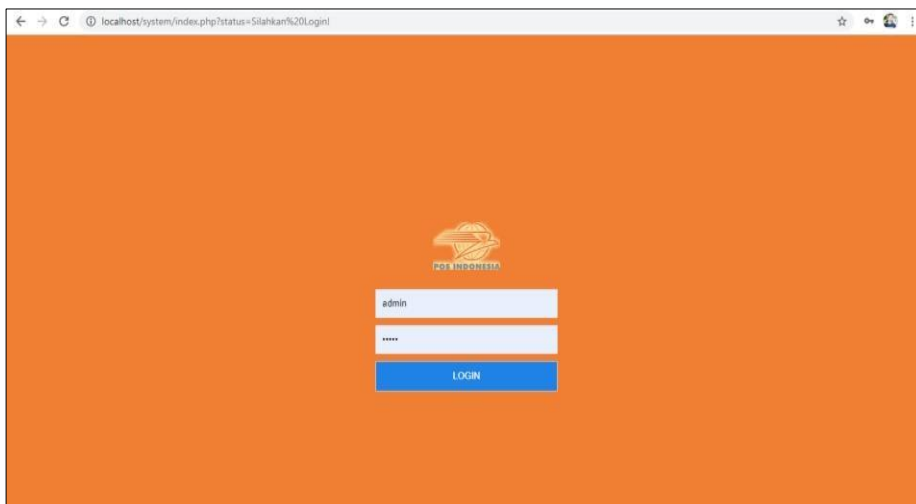 localhost/system/index.php?status=Silahkan%20Login!
POS INDONESIA
admin
•••••
LOGIN